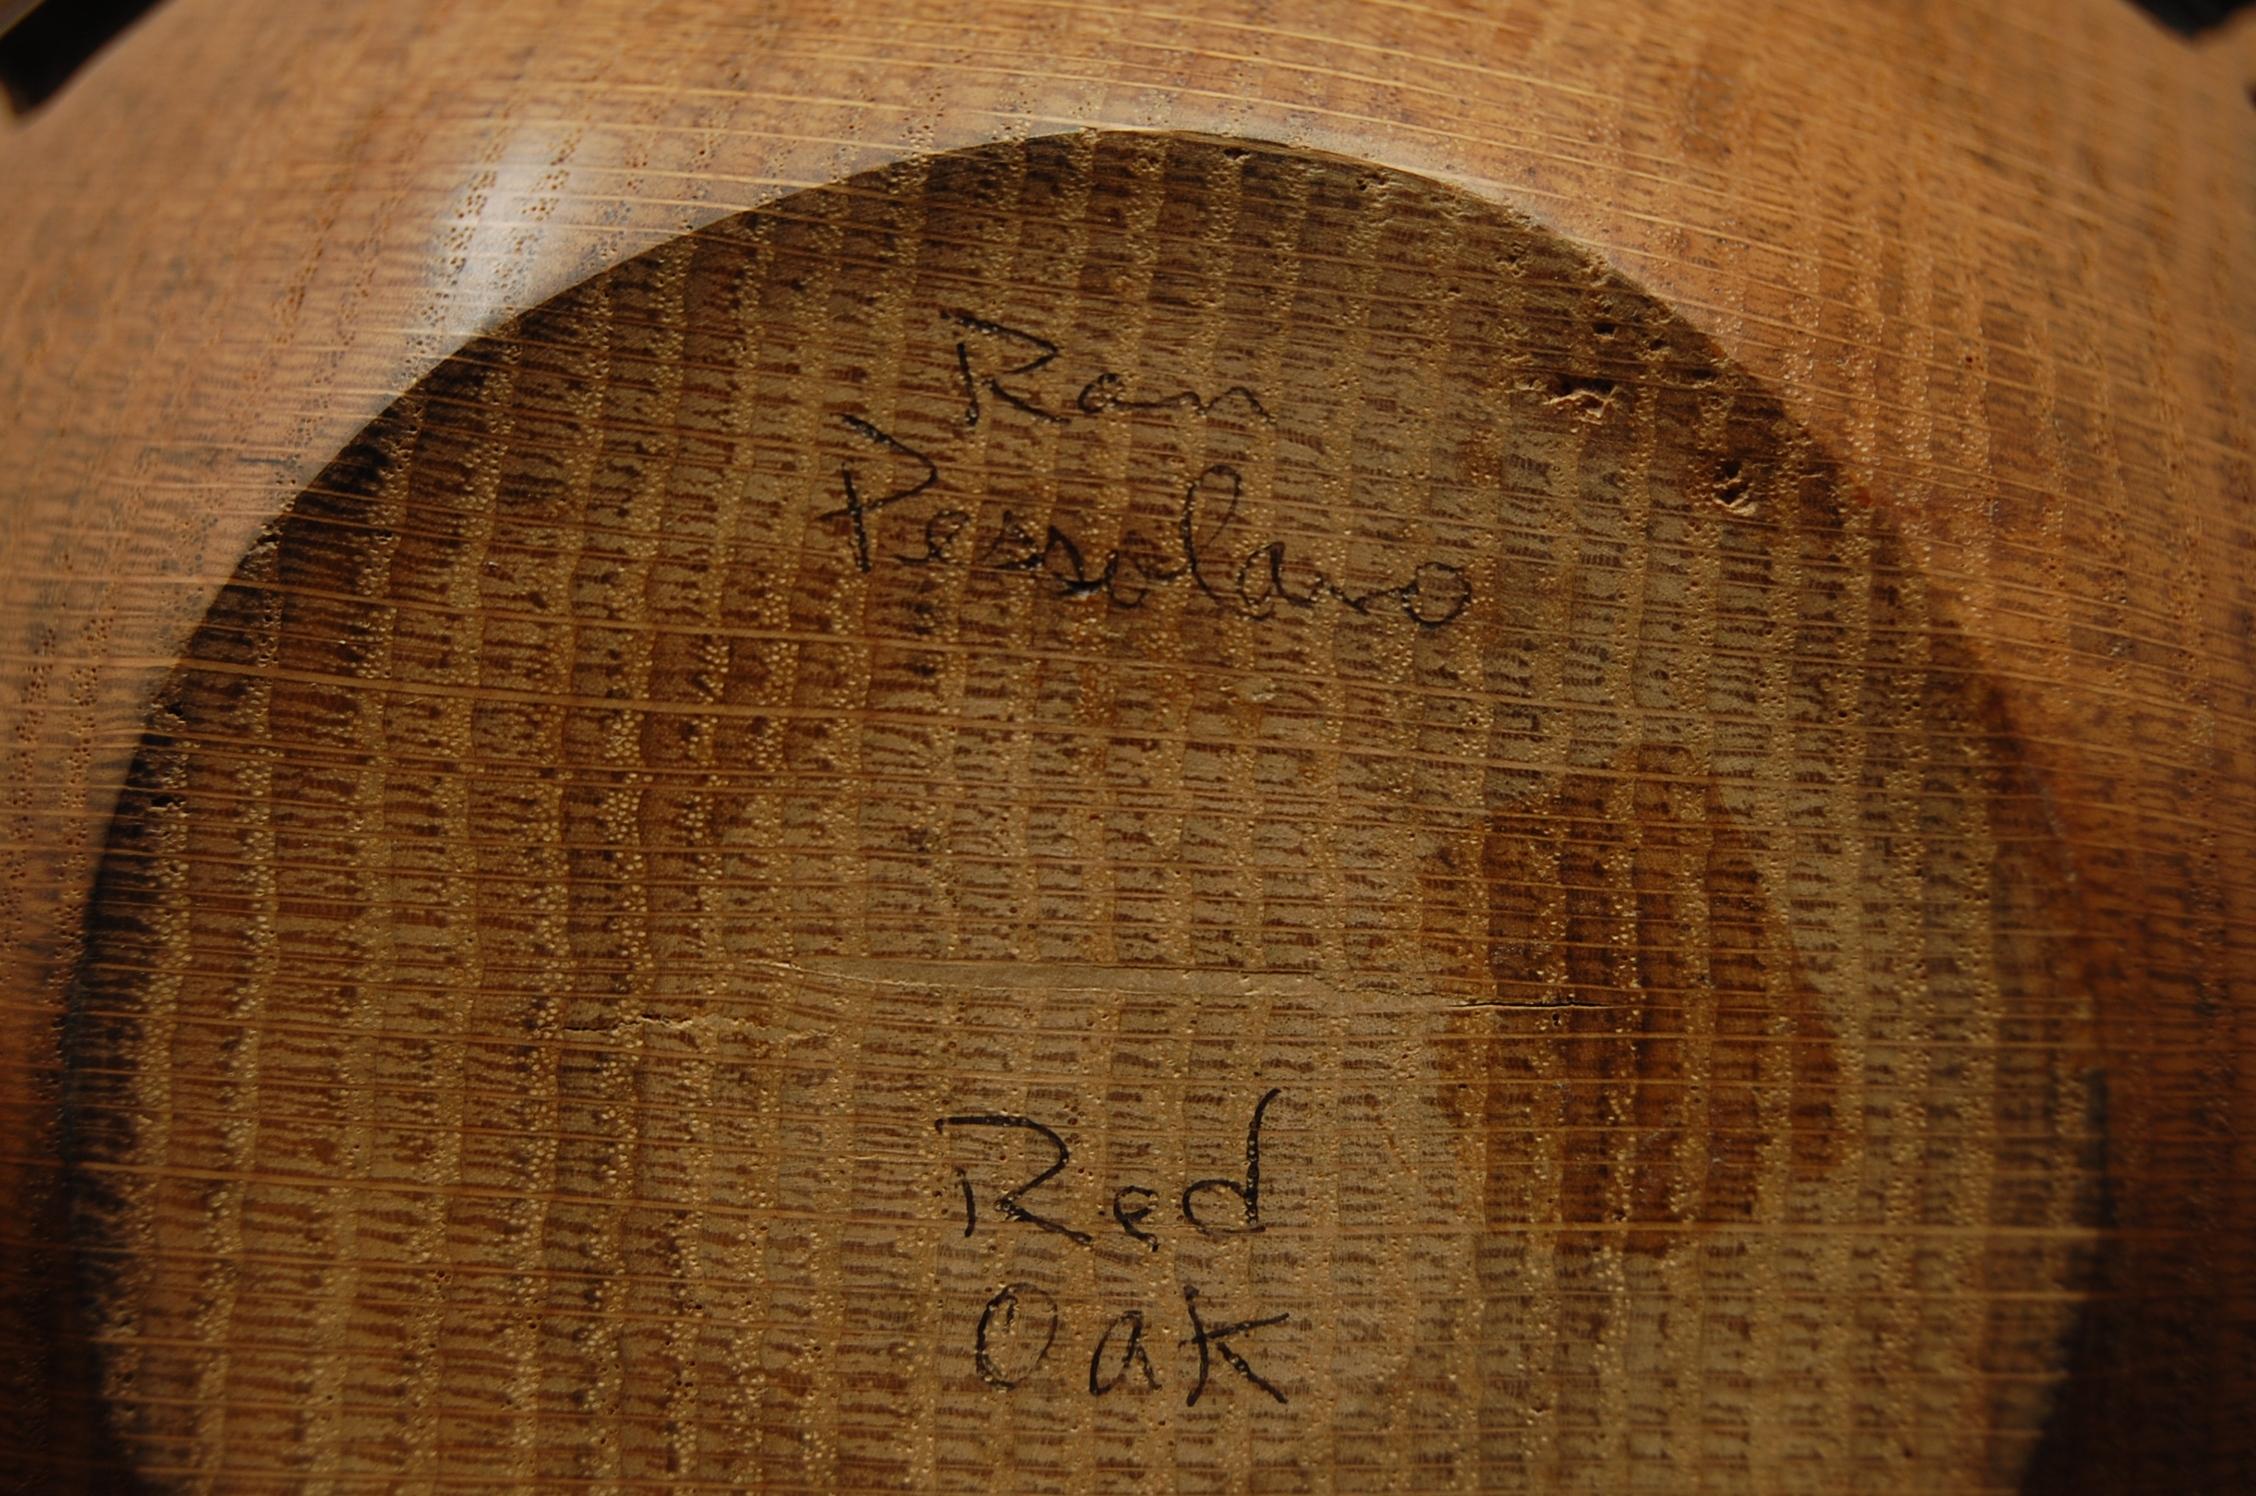 Ron
Pessolano
Red
Oak